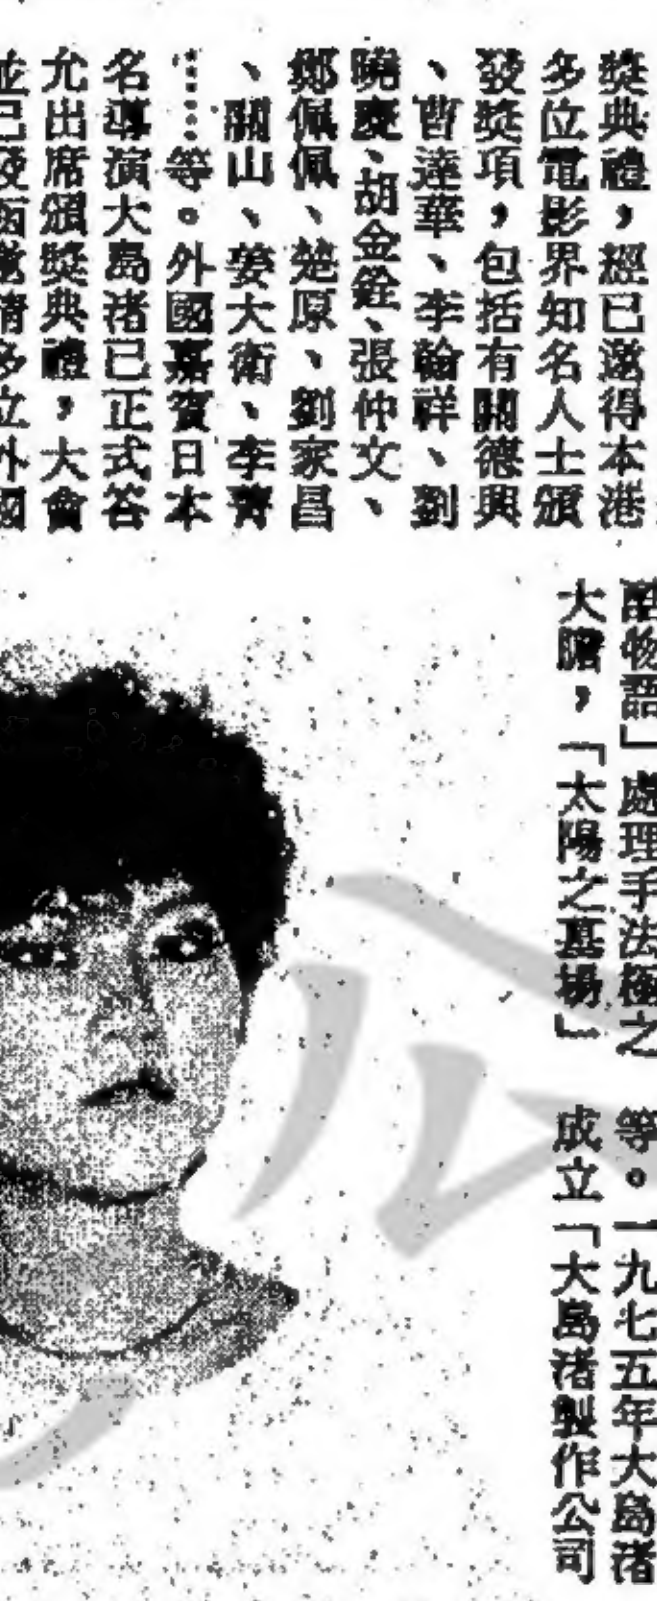 獎典禮，經已邀得本港
多位電影界知名人士頒
發獎項，包括有關德興
、曹達華、李翰祥、劉
曉慶、胡金銓、張仲文、
鄭佩佩、楚原、劉家昌
、關山、姜大衛、李菁
……等。外國嘉賓日本
名導演大島渚已正式答
允出席頒獎典禮，大會
並已發函邀請多位外國
酷物語」處理手法極之
大膽，「太陽之墓場」
等。一九七五年大島渚
成立「大島渚製作公司